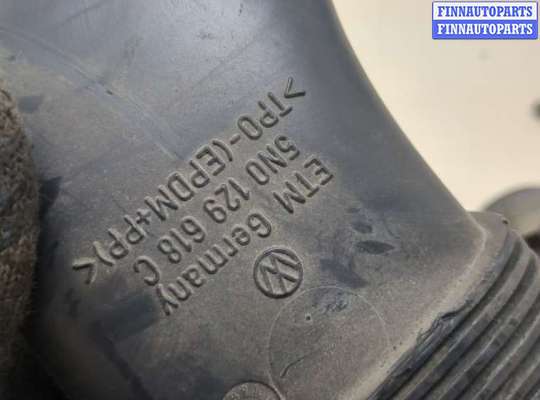 FINNAUTOPARTS
FINNAUTOPARTS
>TPO-(EPDM+PP)<
5N0 129 618 C
ETM Germany